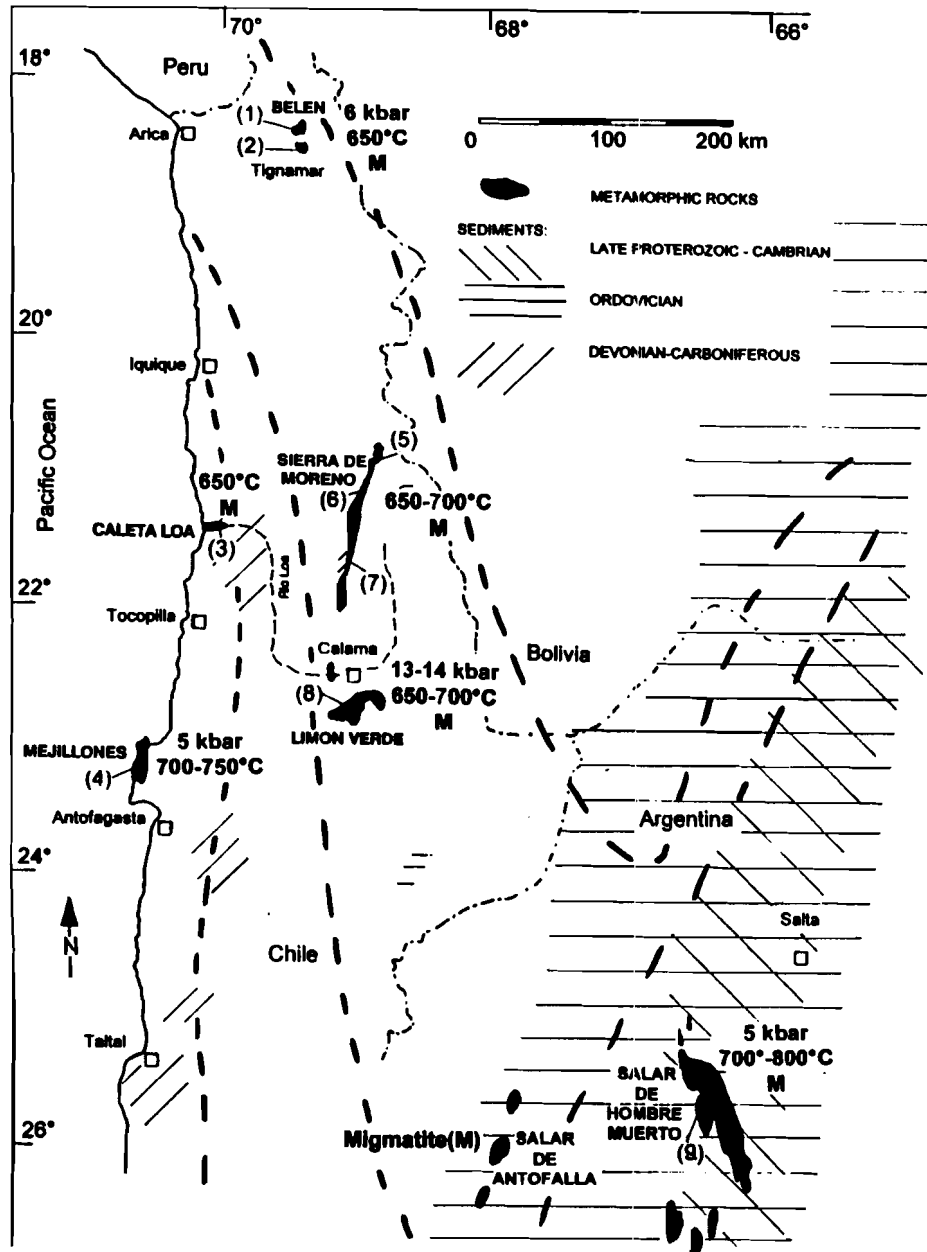 70°
68°
66°
18°
Peru
(1)
BELEN
6 kbar
650°C
M
Arica
(2)
Tignamar
0 100 200 km
METAMORPHIC ROCKS
SEDIMENTS:
LATE PROTEROZOIC - CAMBRIAN
ORDOVICIAN
DEVONIAN-CARBONIFEROUS
20°
Iquique
Pacific Ocean
(5)
SIERRA DE
MORENO
(6)
650°C
M
650-700°C
M
CALETA LOA
(3)
Rio Loa
(7)
22°
Tocopilla
Calama
Bolivia
13-14 kbar
650-700°C
M
(8)
LIMON VERDE
MEJILLONES
(4)
5 kbar
700-750°C
Antofagasta
Argentina
24°
N
Salta
Chile
Taltal
5 kbar
700°-800°C
M
SALAR
DE
HOMBRE
MUERTO
(9)
26°
Migmatite(M)
SALAR
DE
ANTOFALLA